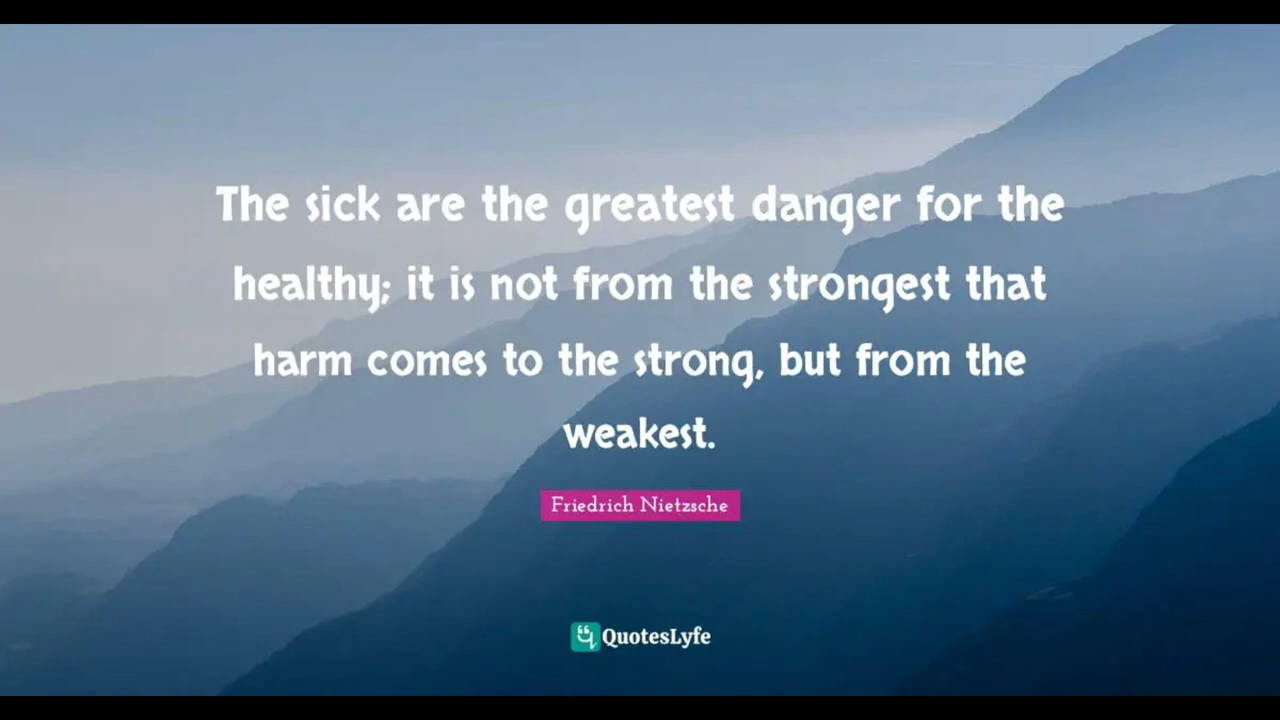 The sick are the greatest danger for the
healthy; it is not from the strongest that
harm comes to the strong, but from the
weakest.
Friedrich Nietzsche
QuotesLyfe